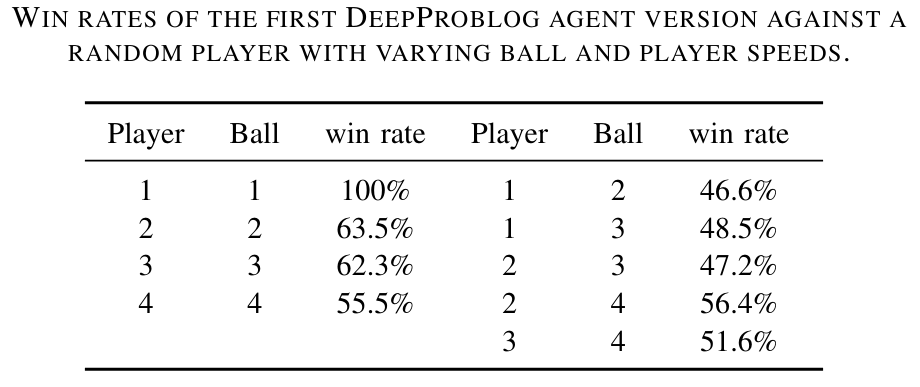 WIN RATES OF THE FIRST DEEPPROBLOG AGENT VERSION AGAINST A
RANDOM PLAYER WITH VARYING BALL AND PLAYER SPEEDS.
Player Ball win rate Player Ball win rate
1 1 100% 1 2 46.6%
2 2 63.5% 1 3 48.5%
3 3 62.3% 2 3 47.2%
4 4 55.5% 2 4 56.4%
3 4 51.6%